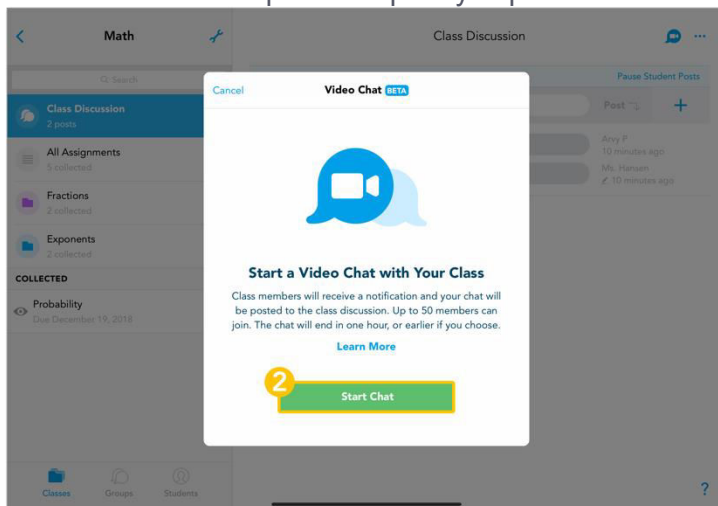 Math
Class Discussion
...
Search
Pause Student Posts
Cancel
Video Chat BETA
Class Discussion
2 posts
Post
+
All Assignments
5 collected
Arvy P
10 minutes ago
Ms. Hansen
10 minutes ago
Fractions
2 collected
Exponents
2 collected
COLLECTED
Probability
Due December 19, 2018
Start a Video Chat with Your Class
Class members will receive a notification and your chat will
be posted to the class discussion. Up to 50 members can
join. The chat will end in one hour, or earlier if you choose.
Learn More
2
Start Chat
Classes
Groups
Students
?